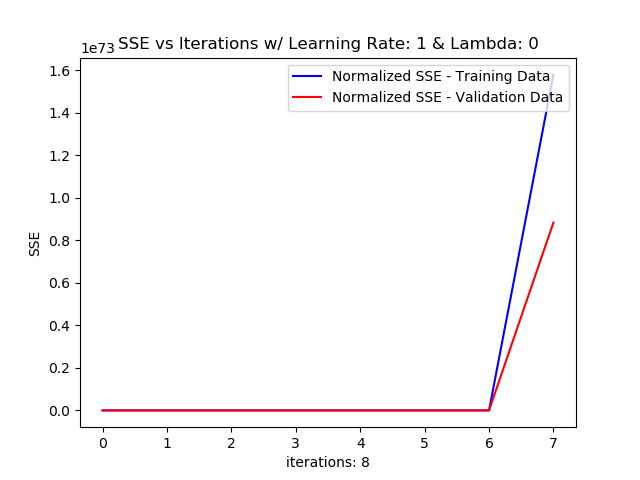 SSE vs Iterations w/ Learning Rate: 1 & Lambda: 0
1e73
Normalized SSE - Training Data
Normalized SSE - Validation Data
1.6
1.4
1.2
1.0
0.8
0.6
0.4
0.2
0.0
SSE
0 1 2 3 4 5 6 7
iterations: 8